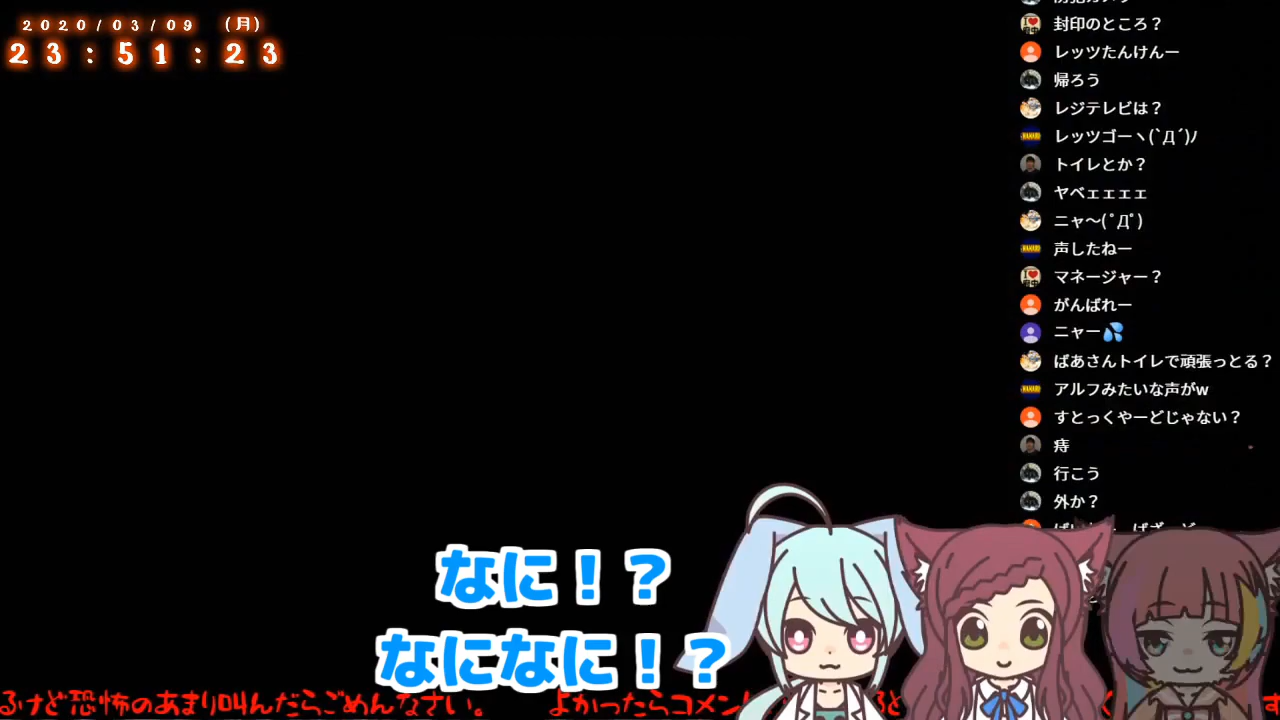 2020/03/09 (月)
23:51:23
封印のところ？
レッツたんけんー
帰ろう
レジテレビは？
レッツゴーヽ(`Д´)ﾉ
トイレとか？
ヤベェェェェ
ニャ～(ﾟДﾟ)
声したねー
マネージャー？
がんばれー
ニャー💦
ばあさんトイレで頑張っとる？
アルフみたいな声がw
すとっくやーどじゃない？
痔
行こう
外か？
なに！？
なになに！？
るけど恐怖のあまり叫んだらごめんなさい。 よかったらコメン